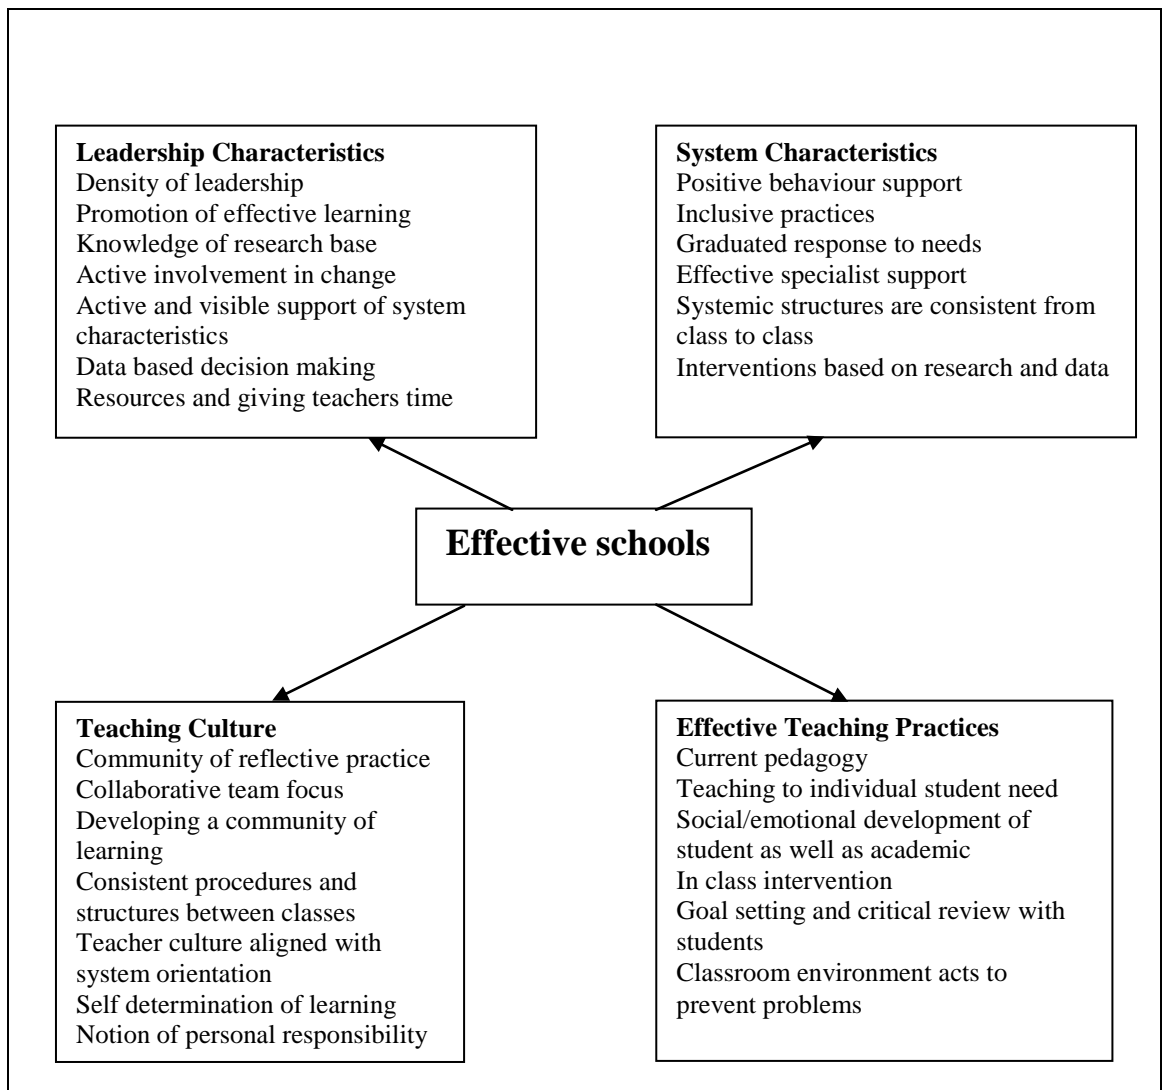 Leadership Characteristics
Density of leadership
Promotion of effective learning
Knowledge of research base
Active involvement in change
Active and visible support of system
characteristics
Data based decision making
Resources and giving teachers time
System Characteristics
Positive behaviour support
Inclusive practices
Graduated response to needs
Effective specialist support
Systemic structures are consistent from
class to class
Interventions based on research and data
Effective schools
Teaching Culture
Community of reflective practice
Collaborative team focus
Developing a community of
learning
Consistent procedures and
structures between classes
Teacher culture aligned with
system orientation
Self determination of learning
Notion of personal responsibility
Effective Teaching Practices
Current pedagogy
Teaching to individual student need
Social/emotional development of
student as well as academic
In class intervention
Goal setting and critical review with
students
Classroom environment acts to
prevent problems